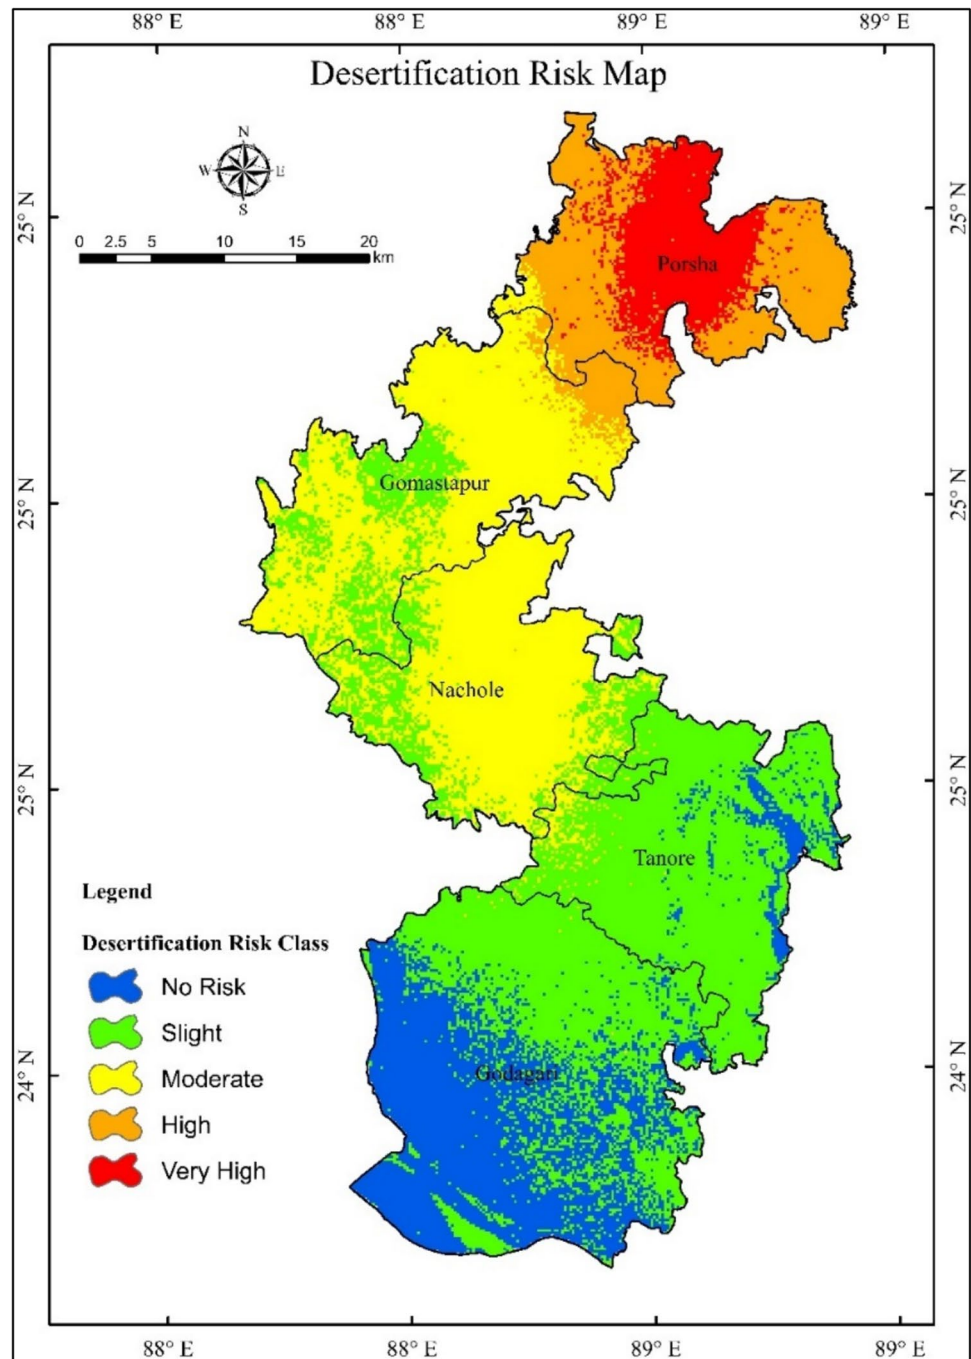 88° E 88° E 89° E 89° E
Desertification Risk Map
N
W E
S
0 2.5 5 10 15 20
km
25° N 25° N
Porsha
25° N 25° N
Gomastapur
Nachole
25° N 25° N
Tanore
Legend
Desertification Risk Class
No Risk
Slight
Moderate
High
Very High
24° N 24° N
Godagari
88° E 88° E 89° E 89° E